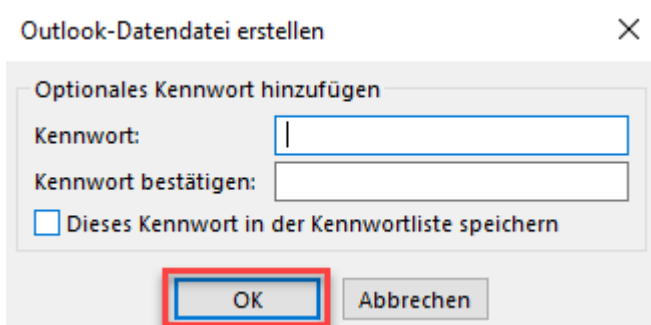 Outlook-Datendatei erstellen
Optionales Kennwort hinzufügen
Kennwort:
Kennwort bestätigen:
Dieses Kennwort in der Kennwortliste speichern
OK Abbrechen